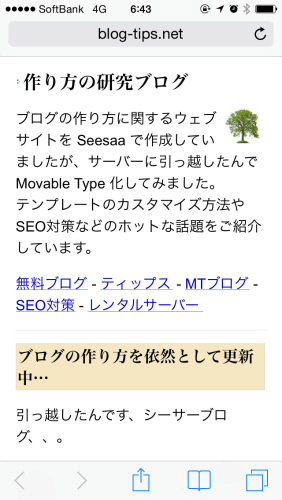 SoftBank 4G 6:43
blog-tips.net
作り方の研究ブログ
ブログの作り方に関するウェブ
サイトを Seesaa で作成してい
ましたが、サーバーに引っ越したんで
Movable Type 化してみました。
テンプレートのカスタマイズ方法や
SEO対策などのホットな話題をご紹介
しています。
無料ブログ - ティップス - MTブログ -
SEO対策 - レンタルサーバー
ブログの作り方を依然として更新
中…
引っ越したんです、シーサーブロ
グ、、。